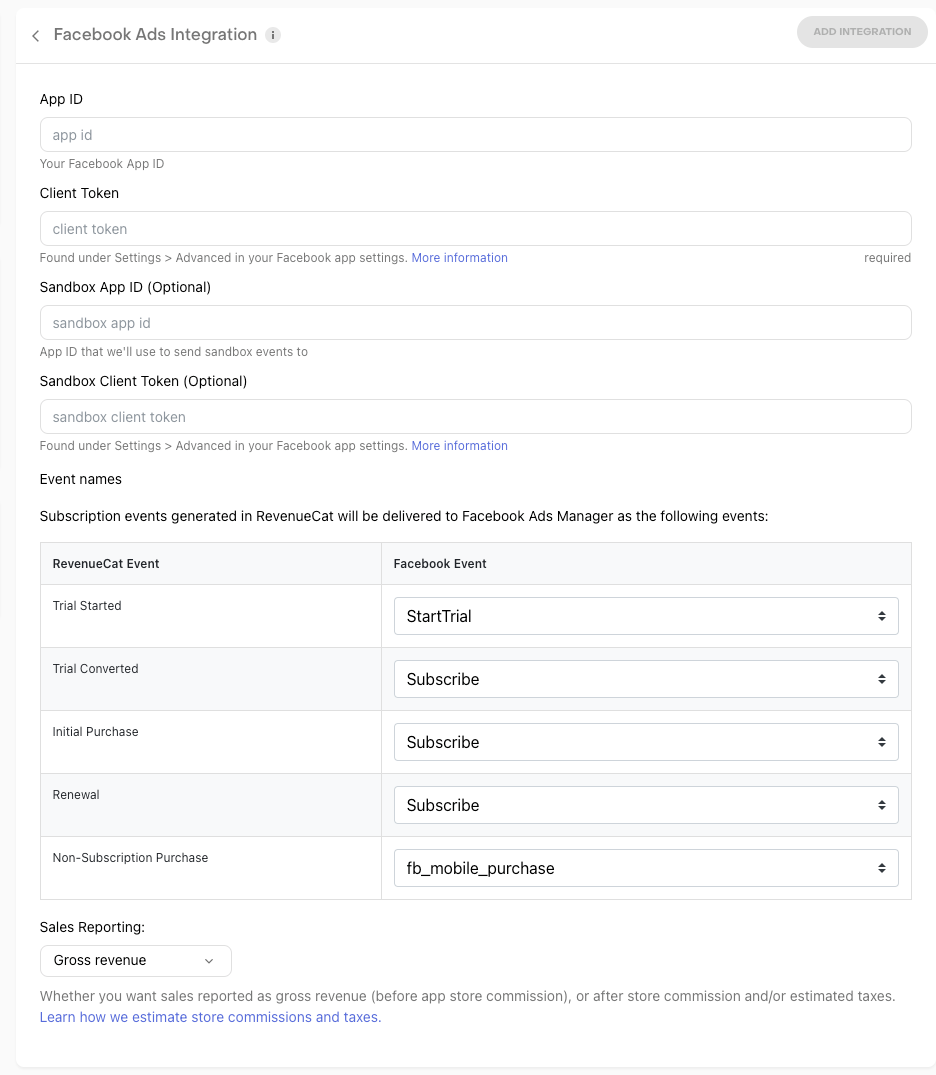 Facebook Ads Integration i
ADD INTEGRATION
App ID
app id
Your Facebook App ID
Client Token
client token
Found under Settings > Advanced in your Facebook app settings. More information required
Sandbox App ID (Optional)
sandbox app id
App ID that we'll use to send sandbox events to
Sandbox Client Token (Optional)
sandbox client token
Found under Settings > Advanced in your Facebook app settings. More information
Event names
Subscription events generated in RevenueCat will be delivered to Facebook Ads Manager as the following events:
RevenueCat Event Facebook Event
Trial Started StartTrial
Trial Converted Subscribe
Initial Purchase Subscribe
Renewal Subscribe
Non-Subscription Purchase fb_mobile_purchase
Sales Reporting:
Gross revenue
Whether you want sales reported as gross revenue (before app store commission), or after store commission and/or estimated taxes.
Learn how we estimate store commissions and taxes.